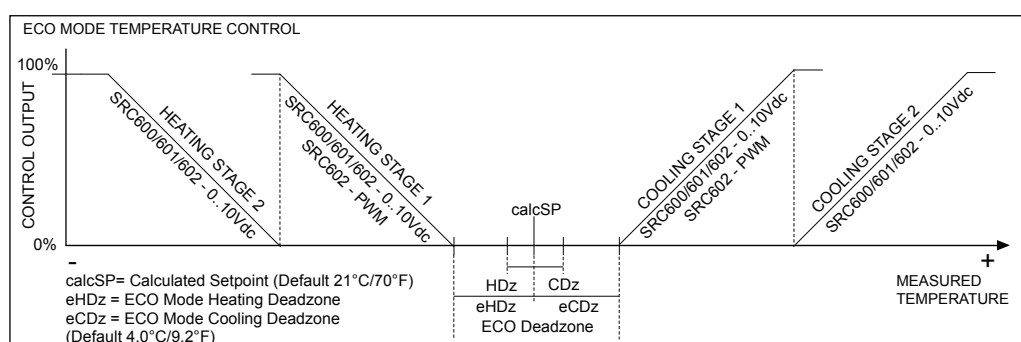 ECO MODE TEMPERATURE CONTROL
100%
CONTROL OUTPUT
0%
HEATING STAGE 2
SRC600/601/602 - 0..10Vdc
HEATING STAGE 1
SRC600/601/602 - 0..10Vdc
SRC602 - PWM
calcSP
COOLING STAGE 1
SRC600/601/602 - 0..10Vdc
SRC602 - PWM
COOLING STAGE 2
SRC600/601/602 - 0..10Vdc
-
+
HDz
CDz
eHDz
eCDz
ECO Deadzone
MEASURED
TEMPERATURE
calcSP= Calculated Setpoint (Default 21°C/70°F)
eHDz = ECO Mode Heating Deadzone
eCDz = ECO Mode Cooling Deadzone
(Default 4.0°C/9.2°F)